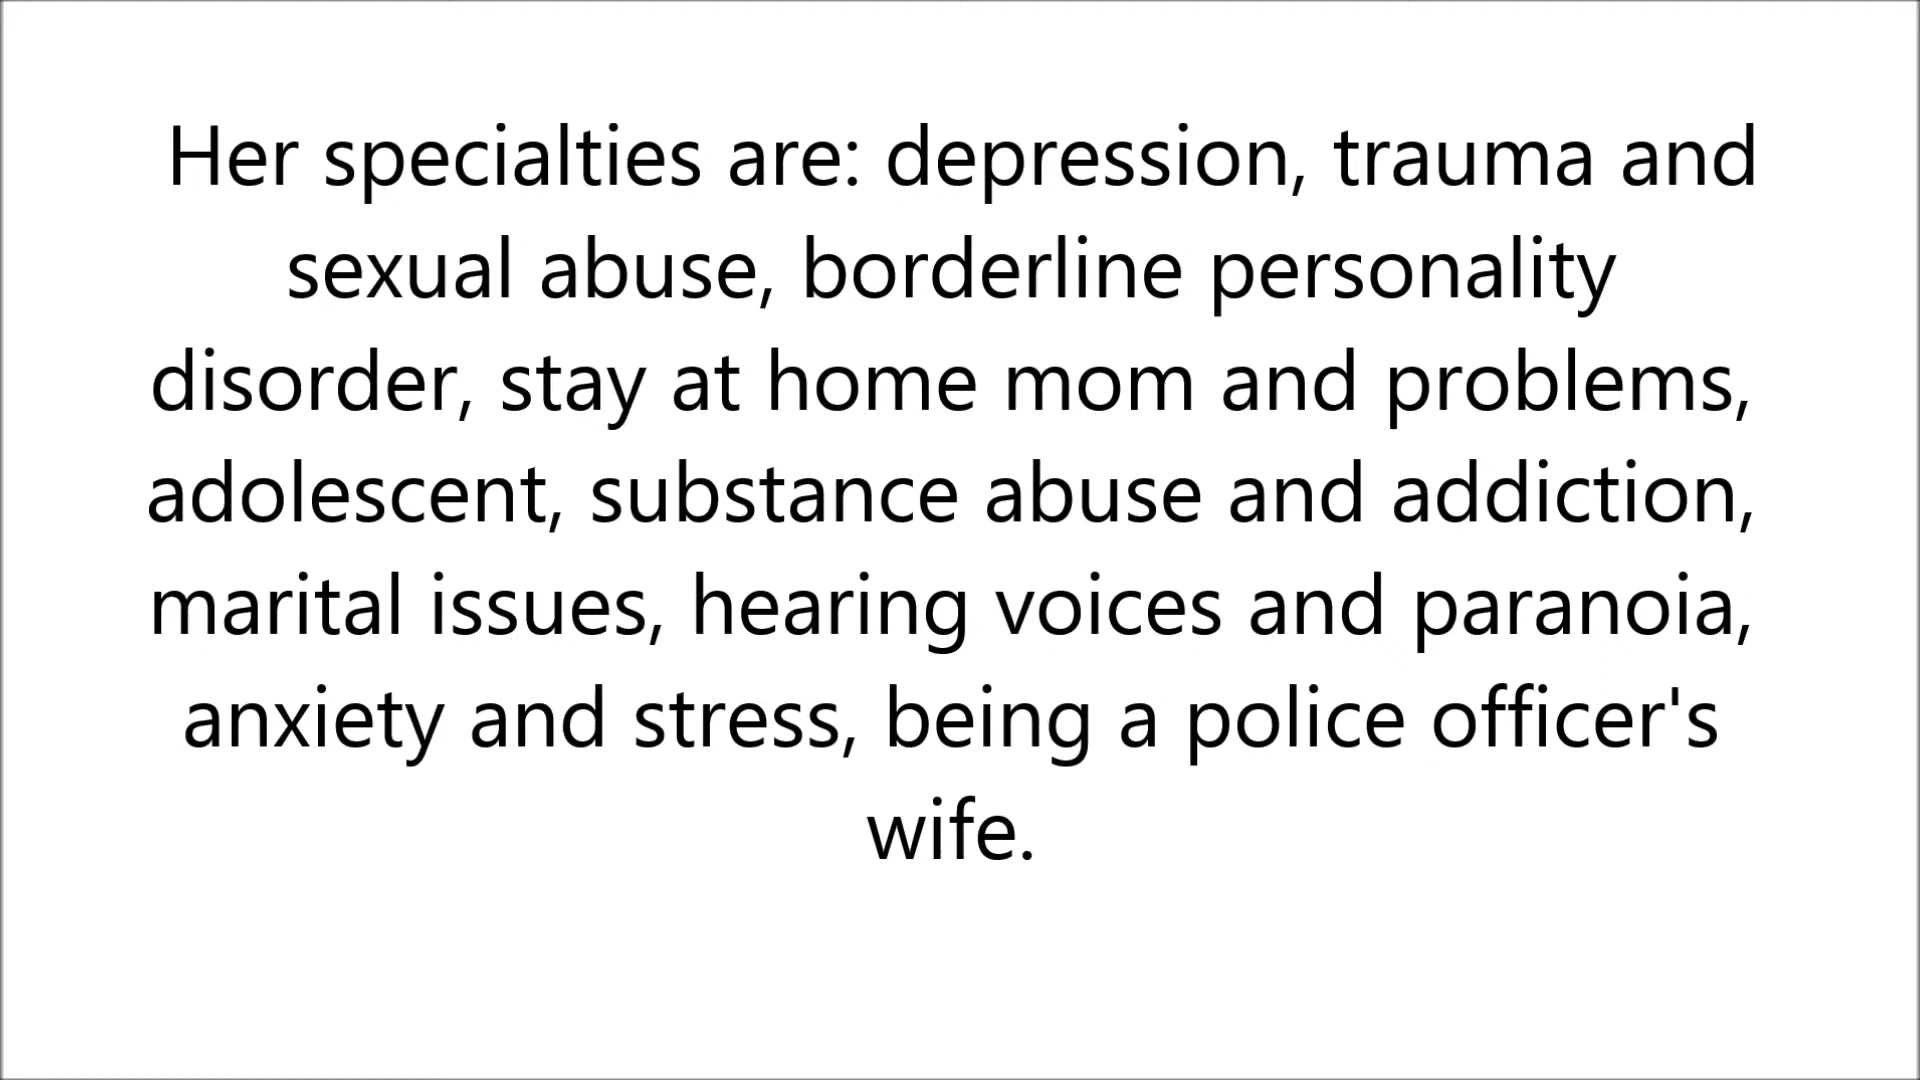 Her specialties are: depression, trauma and
sexual abuse, borderline personality
disorder, stay at home mom and problems,
adolescent, substance abuse and addiction,
marital issues, hearing voices and paranoia,
anxiety and stress, being a police officer's
wife.